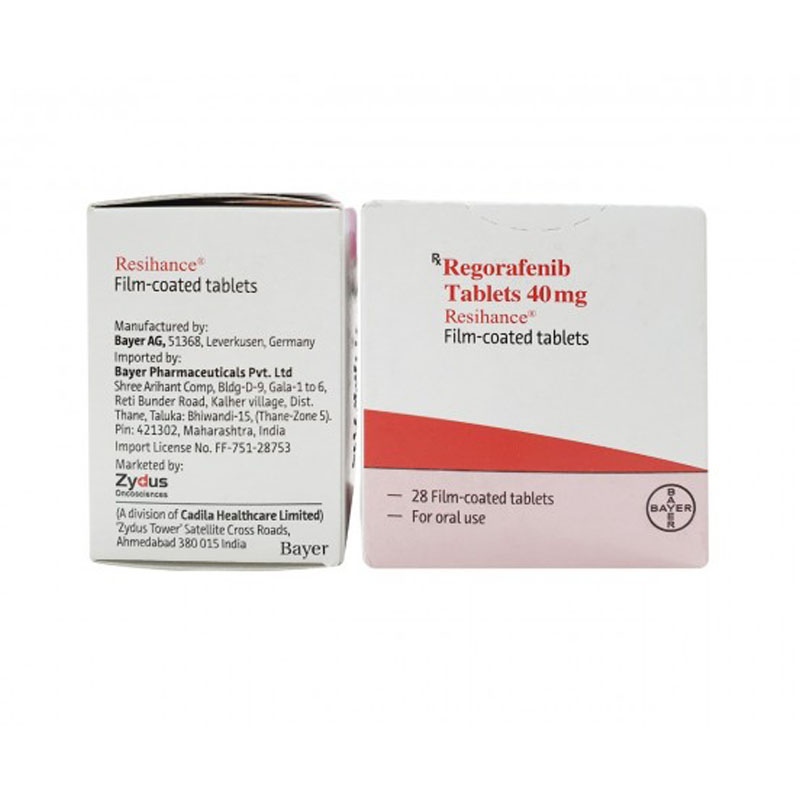 Resihance®
Film-coated tablets
Manufactured by:
Bayer AG, 51368, Leverkusen, Germany
Imported by:
Bayer Pharmaceuticals Pvt. Ltd
Shree Arihant Comp, Bldg-D-9, Gala-1 to 6,
Reti Bunder Road, Kalher village, Dist.
Thane, Taluka: Bhiwandi-15, (Thane-Zone 5).
Pin: 421302, Maharashtra, India
Import License No. FF-751-28753
Marketed by:
Zydus
Oncosciences
(A division of Cadila Healthcare Limited)
'Zydus Tower' Satellite Cross Roads,
Ahmedabad 380 015 India
Bayer
℞ Regorafenib
Tablets 40 mg
Resihance®
Film-coated tablets
— 28 Film-coated tablets
— For oral use
BAYER
BAYER